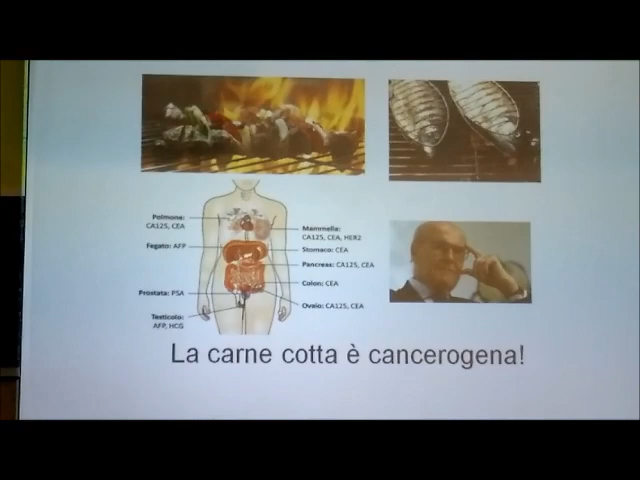 Polmone:
CA125, CEA
Fegato: AFP
Prostata: PSA
Testicolo:
AFP, HCG
Mammella:
CA125, CEA, HER2
Stomaco: CEA
Pancreas: CA125, CEA
Colon: CEA
Ovaio: CA125, CEA
La carne cotta è cancerogena!